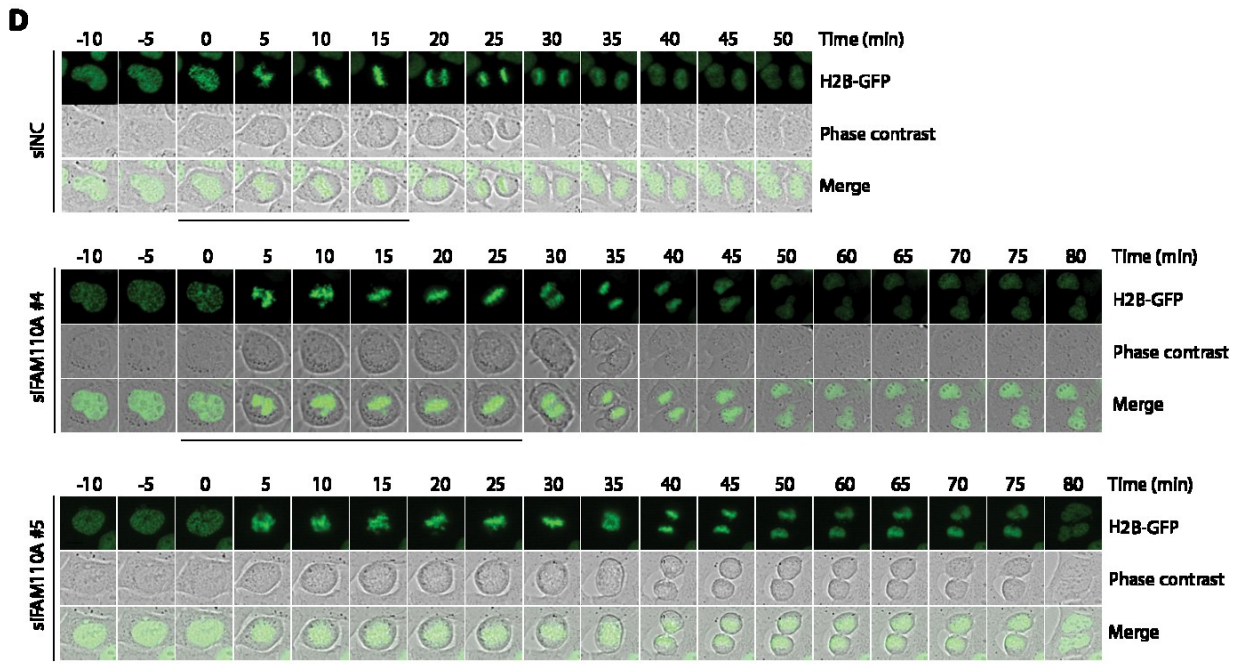 D
-10 -5 0 5 10 15 20 25 30 35 40 45 50 Time (min)
siNC
H2B-GFP
Phase contrast
Merge
-10 -5 0 5 10 15 20 25 30 35 40 45 50 60 65 70 75 80 Time (min)
siFAM110A #4
H2B-GFP
Phase contrast
Merge
-10 -5 0 5 10 15 20 25 30 35 40 45 50 60 65 70 75 80 Time (min)
siFAM110A #5
H2B-GFP
Phase contrast
Merge